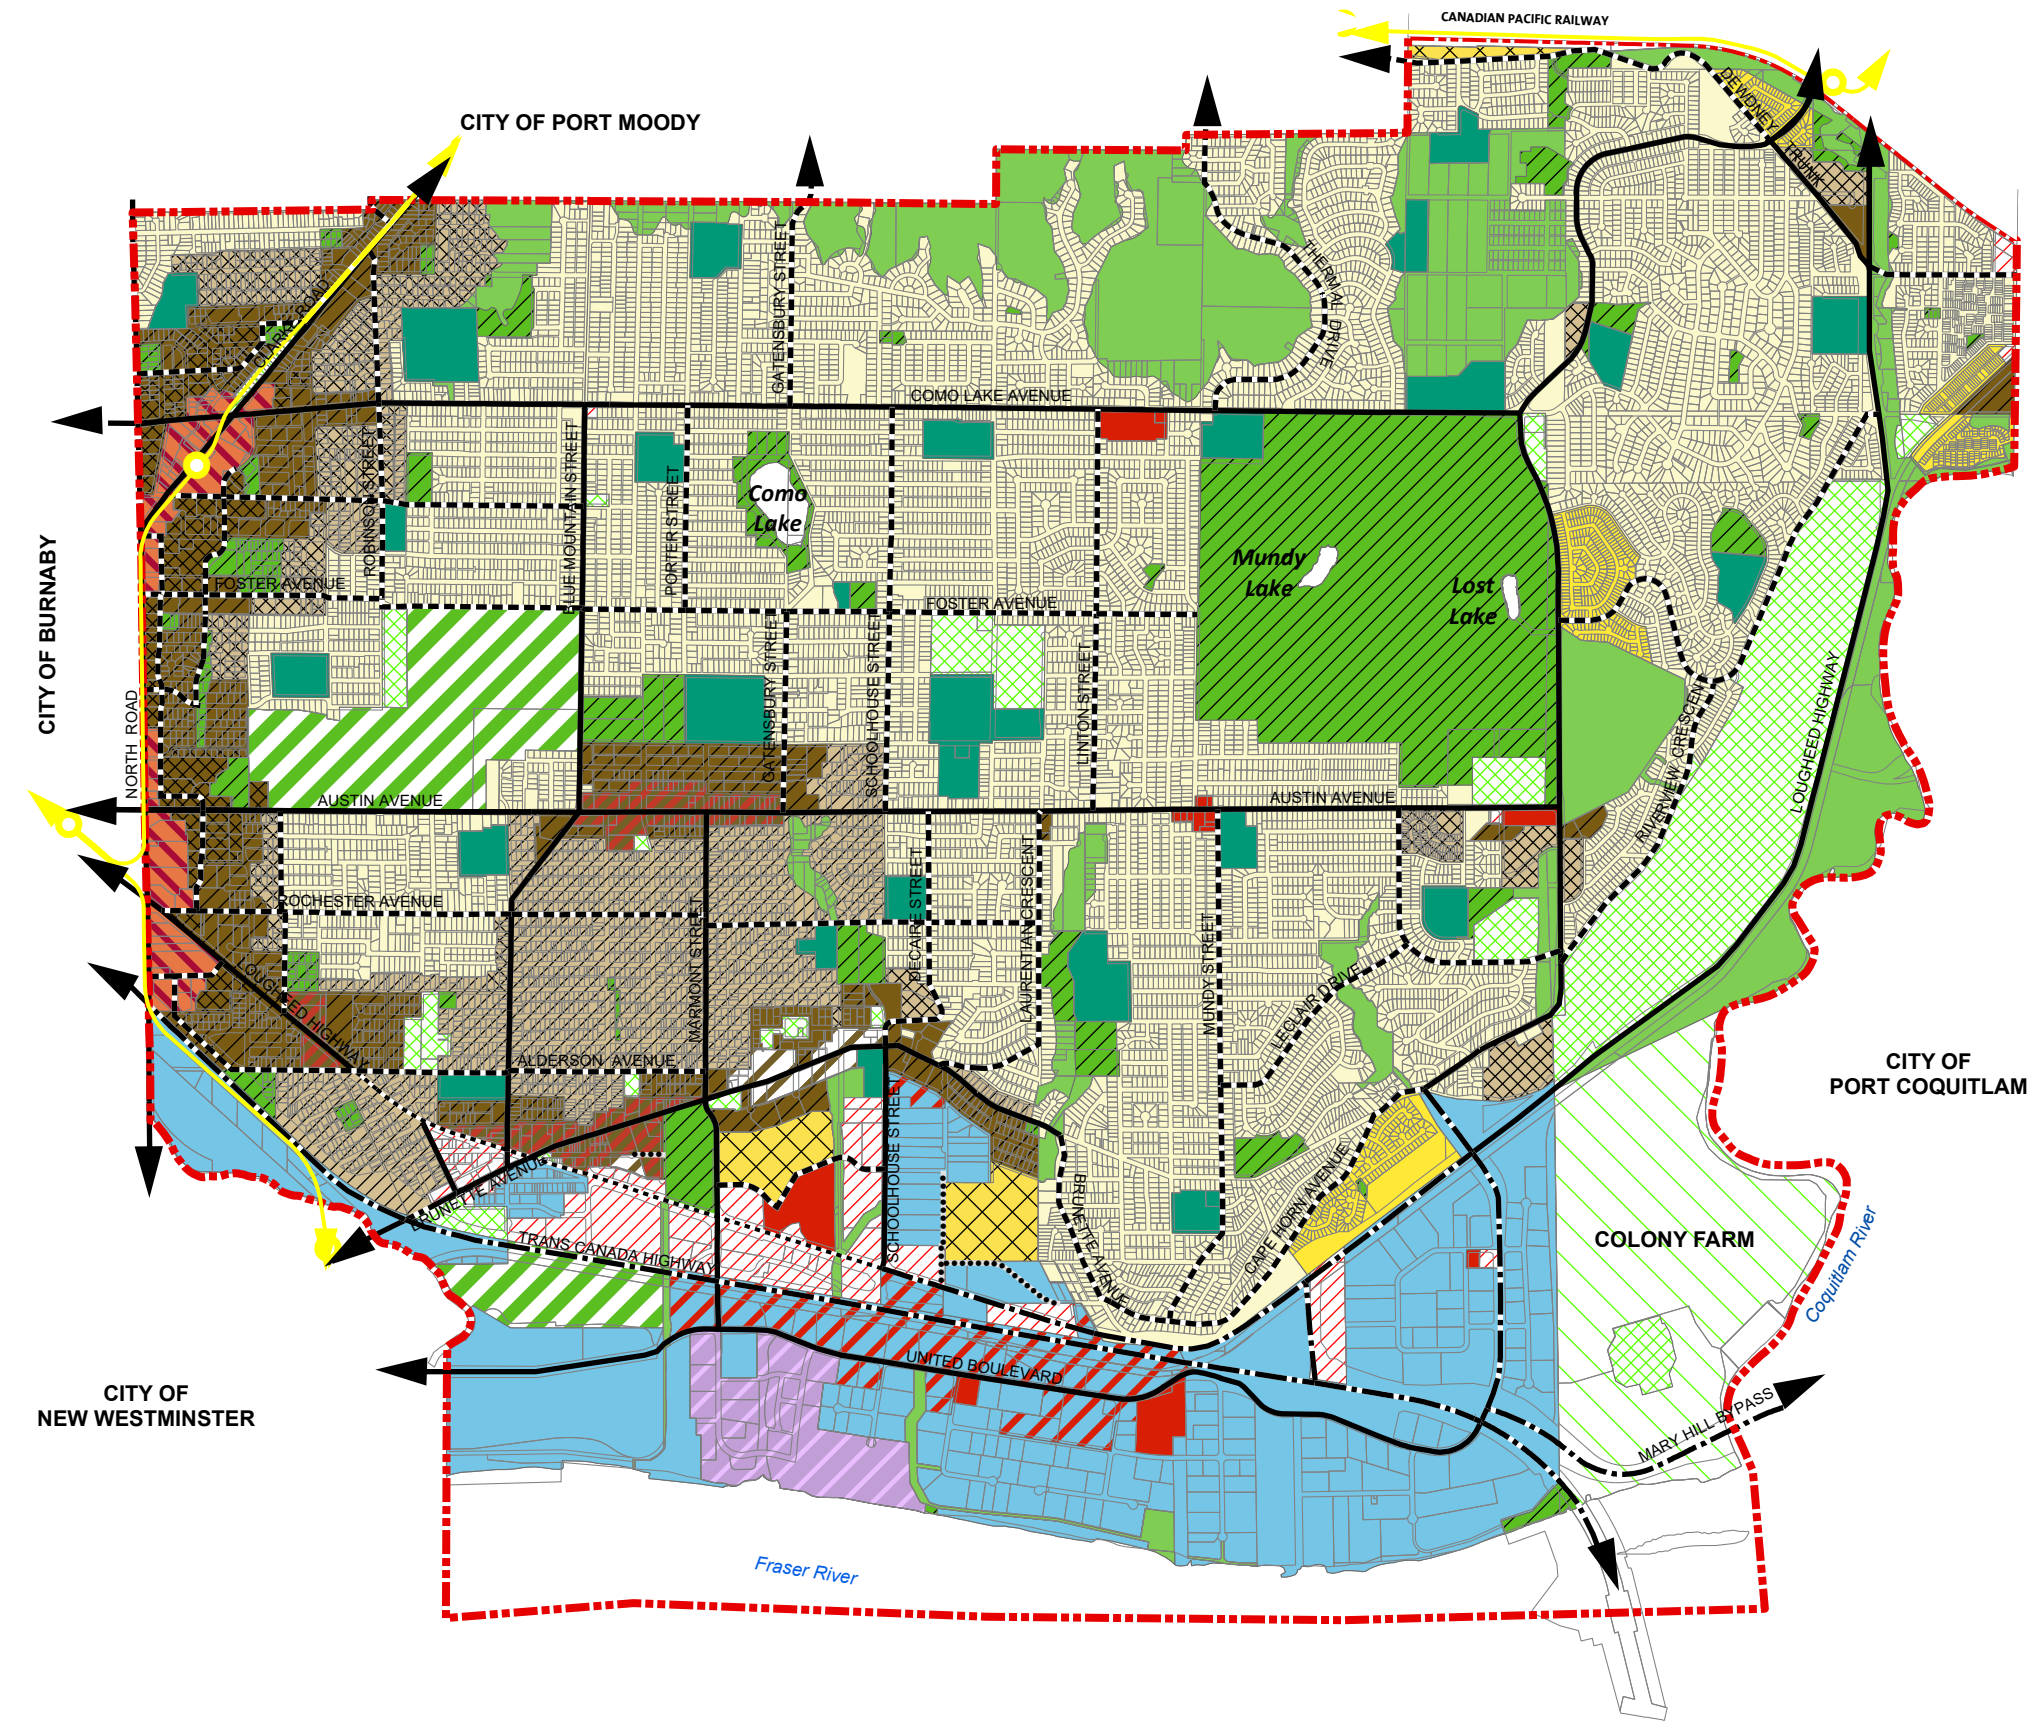 CANADIAN PACIFIC RAILWAY
CITY OF PORT MOODY
DEWDNEY TRUNK
GATENSBURY STREET
THERMAL DRIVE
CLARKE ROAD
COMO LAKE AVENUE
ROBINSON STREET
BLUE MOUNTAIN STREET
PORTER STREET
Como
Lake
CITY OF BURNABY
FOSTER AVENUE
FOSTER AVENUE
Mundy
Lake
Lost
Lake
NORTH ROAD
GATENSBURY STREET
SCHOOLHOUSE STREET
LINTON STREET
RIVERVIEW CRESCENT
LOUGHEED HIGHWAY
AUSTIN AVENUE
AUSTIN AVENUE
ROCHESTER AVENUE
DECAIRE STREET
LAURENTIAN CRESCENT
MARMONT STREET
MUNDY STREET
LECLAIR DRIVE
LOUGHEED HIGHWAY
ALDERSON AVENUE
CITY OF
PORT COQUITLAM
SCHOOLHOUSE STREET
BRUNETTE AVENUE
BRUNETTE AVENUE
CAPE HORN AVENUE
TRANS CANADA HIGHWAY
COLONY FARM
Coquitlam River
UNITED BOULEVARD
CITY OF
NEW WESTMINSTER
MARY HILL BYPASS
Fraser River